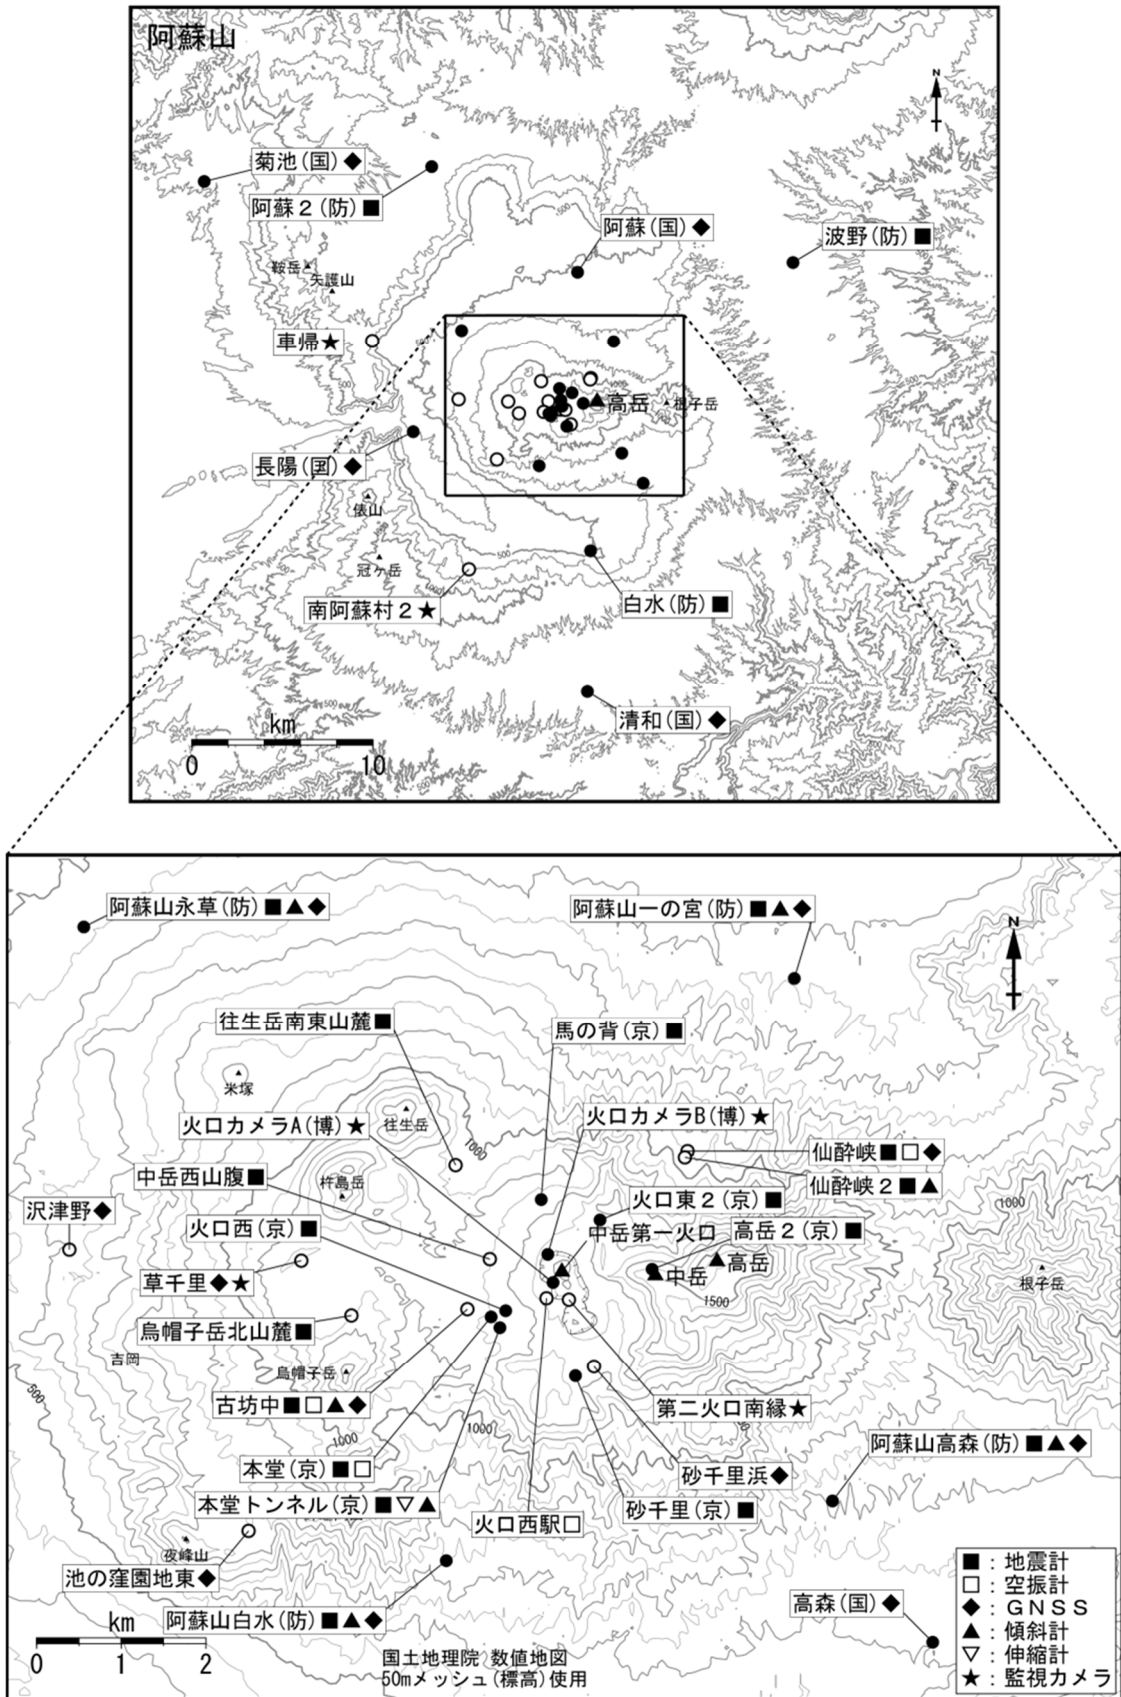 阿蘇山
N
菊池(国)◆
阿蘇2(防)■
阿蘇(国)◆
波野(防)■
鞍岳
矢護山
車帰★
500
500
1000
高岳
根子岳
長陽(国)◆
俵山
冠ヶ岳
500
1000
南阿蘇村2★
白水(防)■
清和(国)◆
500
km
0 10
阿蘇山永草(防)■▲◆
阿蘇山一の宮(防)■▲◆
N
往生岳南東山麓■
馬の背(京)■
米塚
往生岳
火口カメラA(博)★
火口カメラB(博)★
1000
仙酔峡■□◆
中岳西山腹■
杵島岳
仙酔峡2■▲
沢津野◆
火口東2(京)■
1000
火口西(京)■
中岳第一火口
高岳2(京)■
草千里◆★
中岳
高岳
根子岳
1500
烏帽子岳北山麓■
吉岡
烏帽子岳
500
古坊中■□▲◆
第二火口南縁★
1000
1000
阿蘇山高森(防)■▲◆
本堂(京)■□
砂千里浜◆
本堂トンネル(京)■▽▲
砂千里(京)■
火口西駅□
夜峰山
池の窪園地東◆
阿蘇山白水(防)■▲◆
高森(国)◆
km
0 1 2
国土地理院 数値地図
50mメッシュ(標高)使用
■:地震計
□:空振計
◆:GNSS
▲:傾斜計
▽:伸縮計
★:監視カメラ